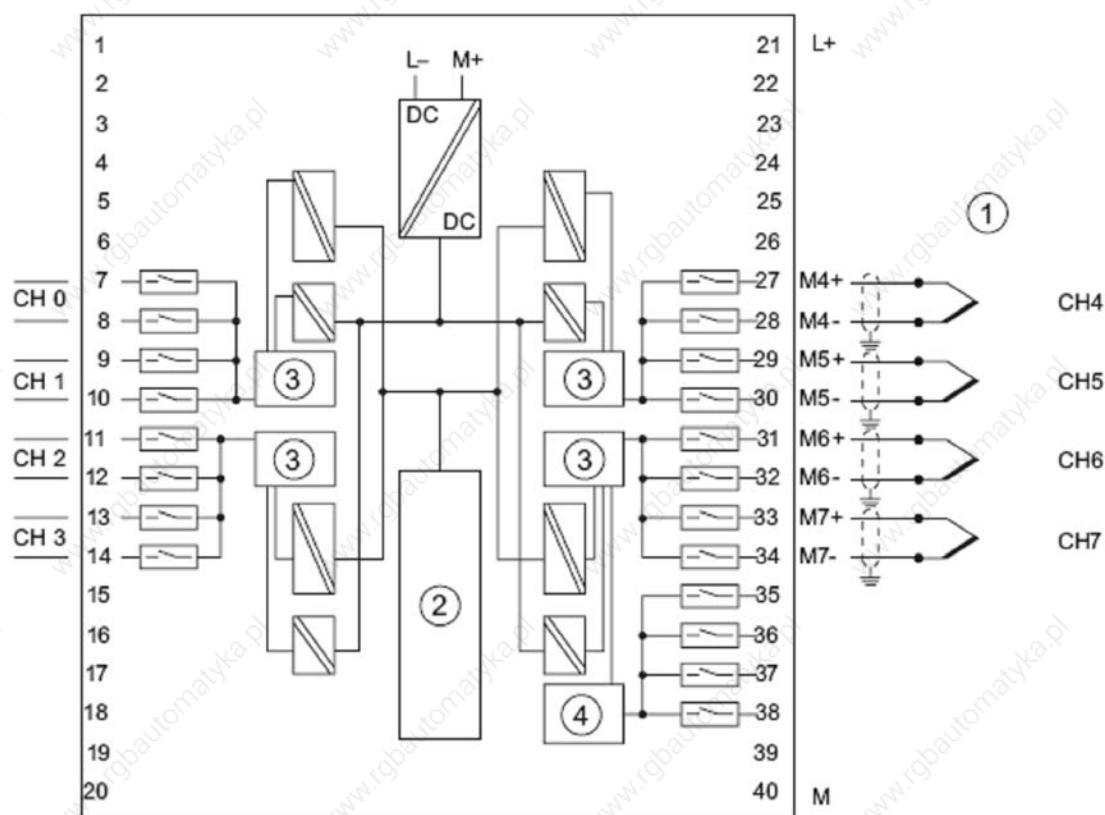 1 21 L+
L– M+
2 22
DC
3 23
4 24
5 25 ①
DC
6 26
7 27 M4+
CH 0 CH4
8 28 M4-
9 29 M5+
CH 1 ③ ③ CH5
10 30 M5-
11 31 M6+
CH 2 ③ ③ CH6
12 32 M6-
13 33 M7+
CH 3 CH7
14 34 M7-
15 35
②
16 36
17 37
18 ④ 38
19 39
20 40 M
www.rgbautomatyka.pl